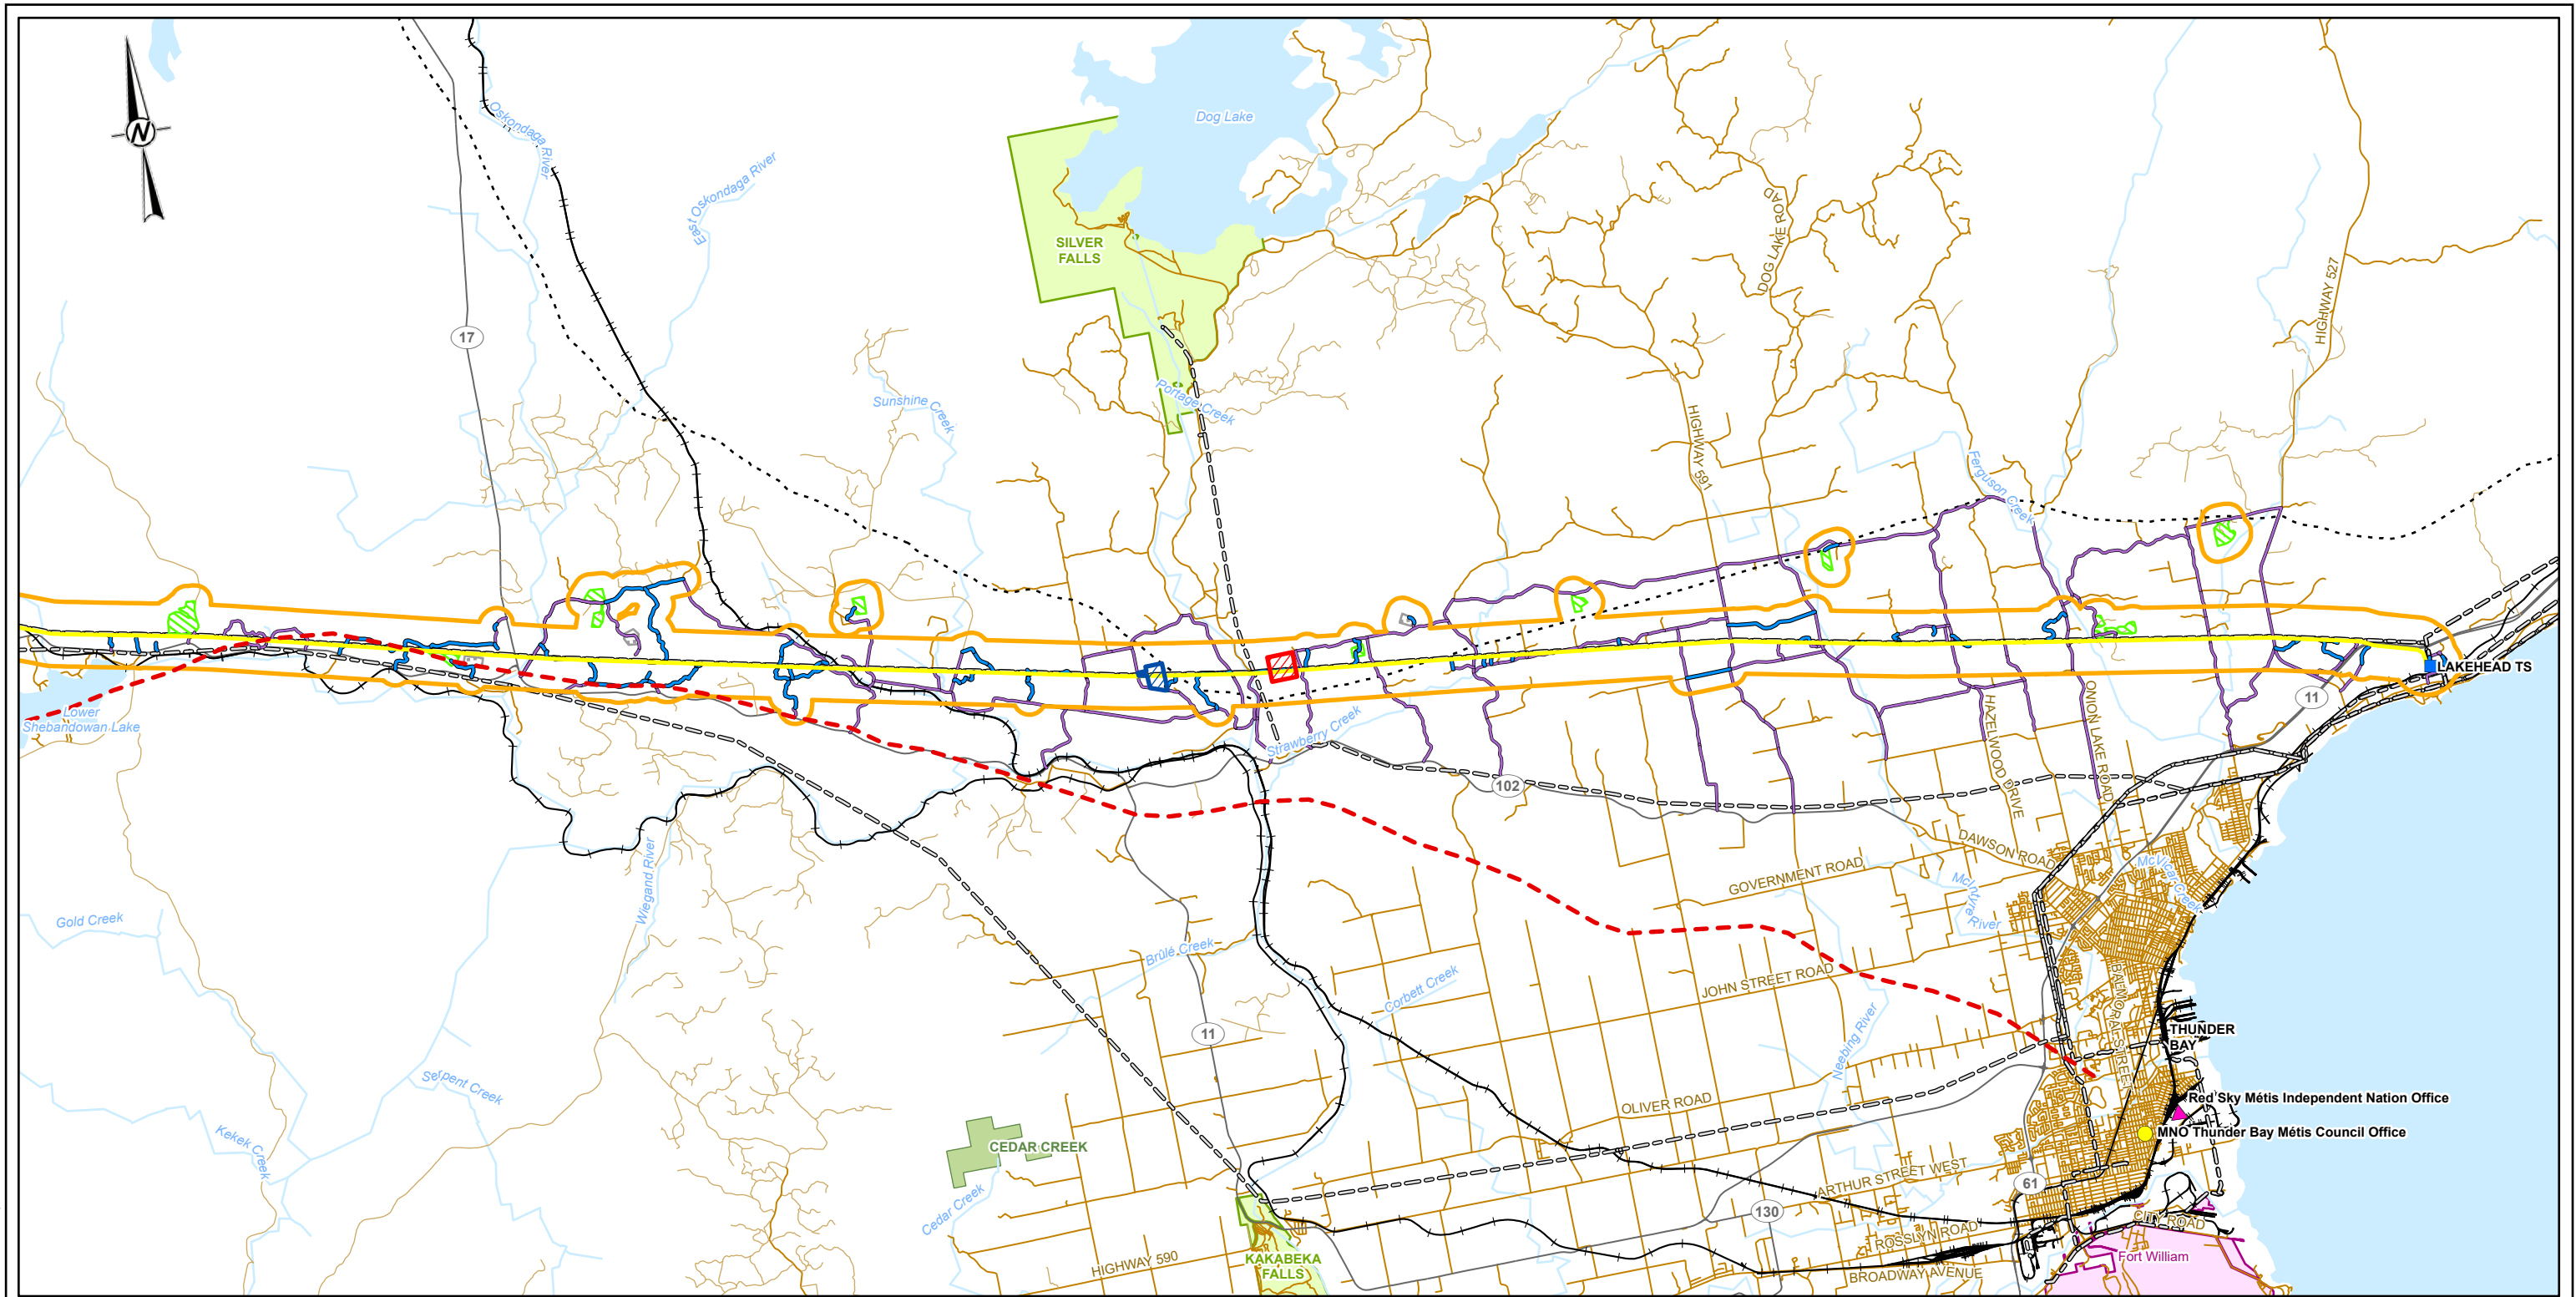 N
Oskondaga River
East Oskondaga River
Dog Lake
SILVER
FALLS
DOG LAKE ROAD
HIGHWAY 527
17
Sunshine Creek
Portage Creek
HIGHWAY 591
Ferguson Creek
LAKEHEAD TS
11
Lower
Shebandowan Lake
Strawberry Creek
HAZELWOOD DRIVE
ONION LAKE ROAD
102
DAWSON ROAD
GOVERNMENT ROAD
McVicar Creek
McIntyre
River
Wiegand River
Gold Creek
Brûlé Creek
Corbett Creek
JOHN STREET ROAD
BALMORAL STREET
11
Neebing River
THUNDER
BAY
Serpent Creek
OLIVER ROAD
Red Sky Métis Independent Nation Office
MNO Thunder Bay Métis Council Office
Kekek Creek
CEDAR CREEK
Cedar Creek
ARTHUR STREET WEST
61
130
CITY ROAD
ROSSLYN ROAD
HIGHWAY 590
KAKABEKA
FALLS
BROADWAY AVENUE
Fort William